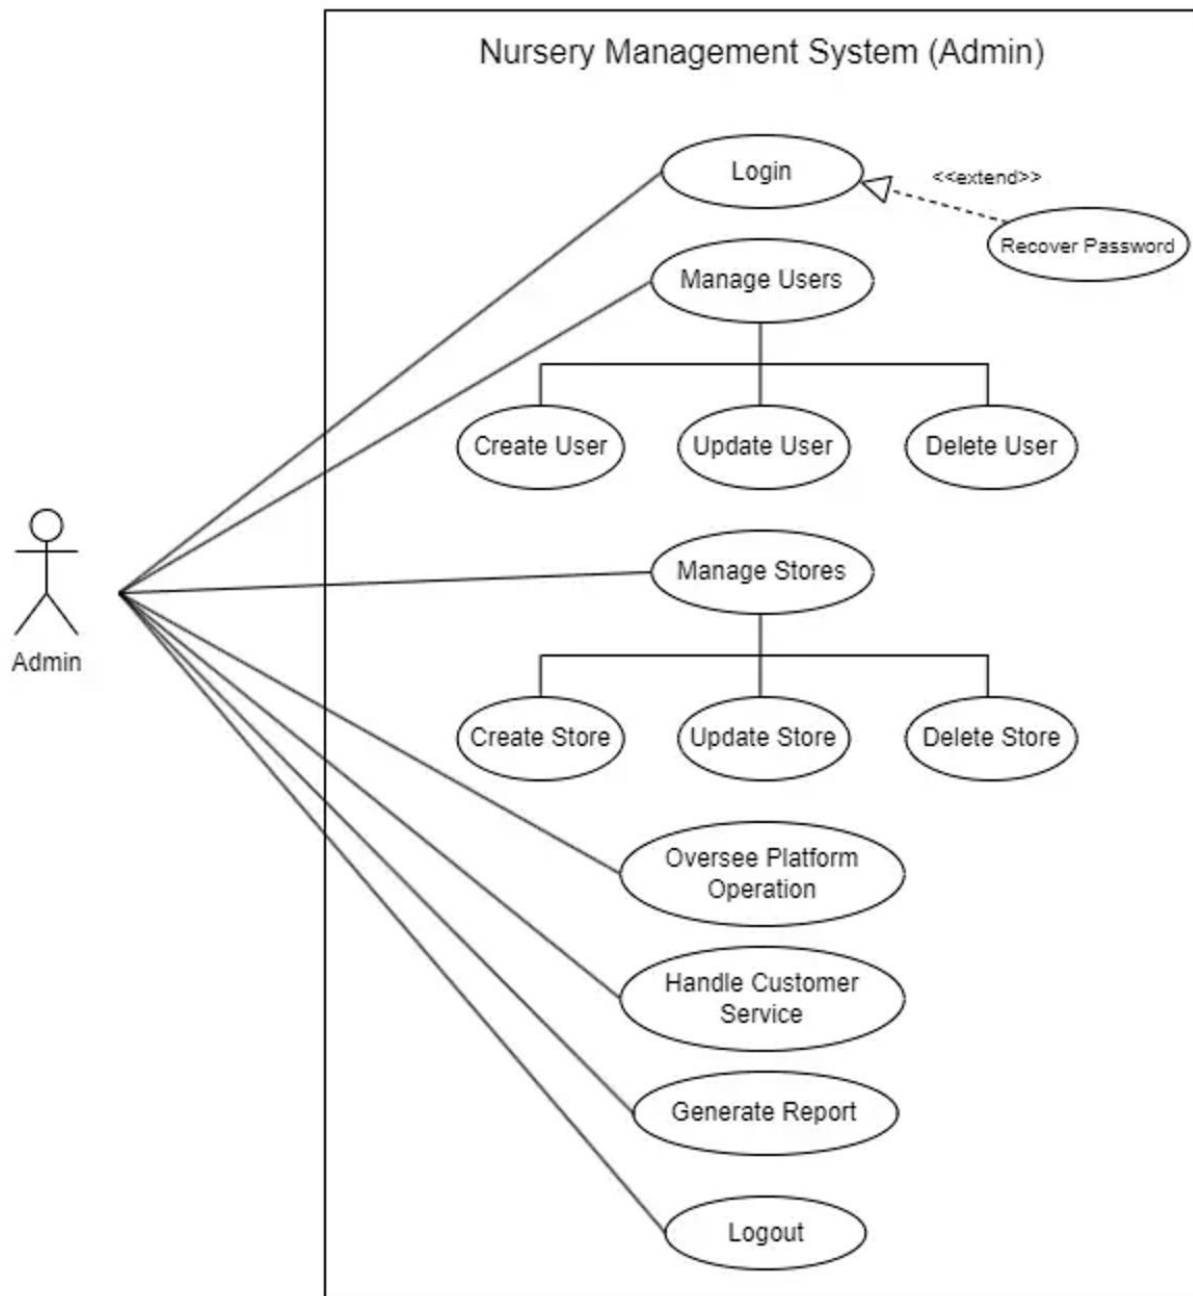 Nursery Management System (Admin)
Login
<<extend>>
Recover Password
Manage Users
Create User
Update User
Delete User
Manage Stores
Admin
Create Store
Update Store
Delete Store
Oversee Platform
Operation
Handle Customer
Service
Generate Report
Logout